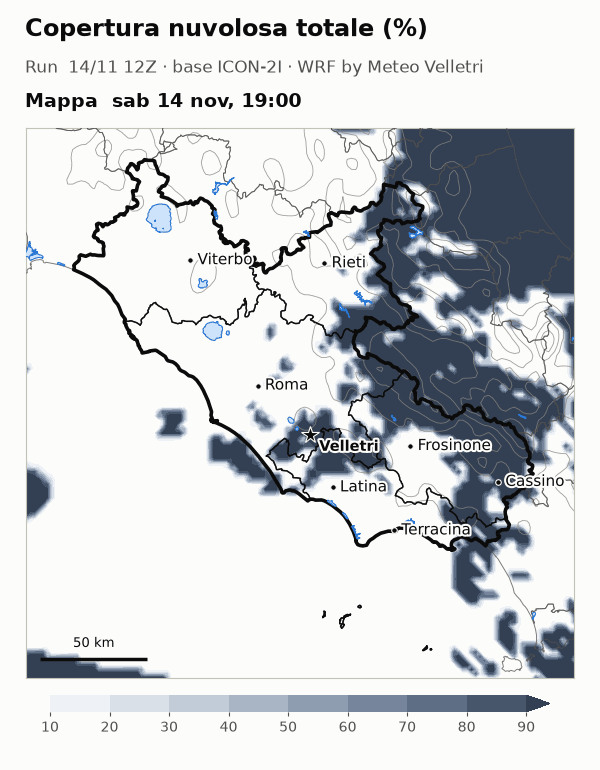 Copertura nuvolosa totale (%)
Run  14/11 12Z · base ICON-2I · WRF by Meteo Velletri
Mappa  sab 14 nov, 19:00
Viterbo
Rieti
Roma
Velletri
Frosinone
Cassino
Latina
Terracina
50 km
10 20 30 40 50 60 70 80 90